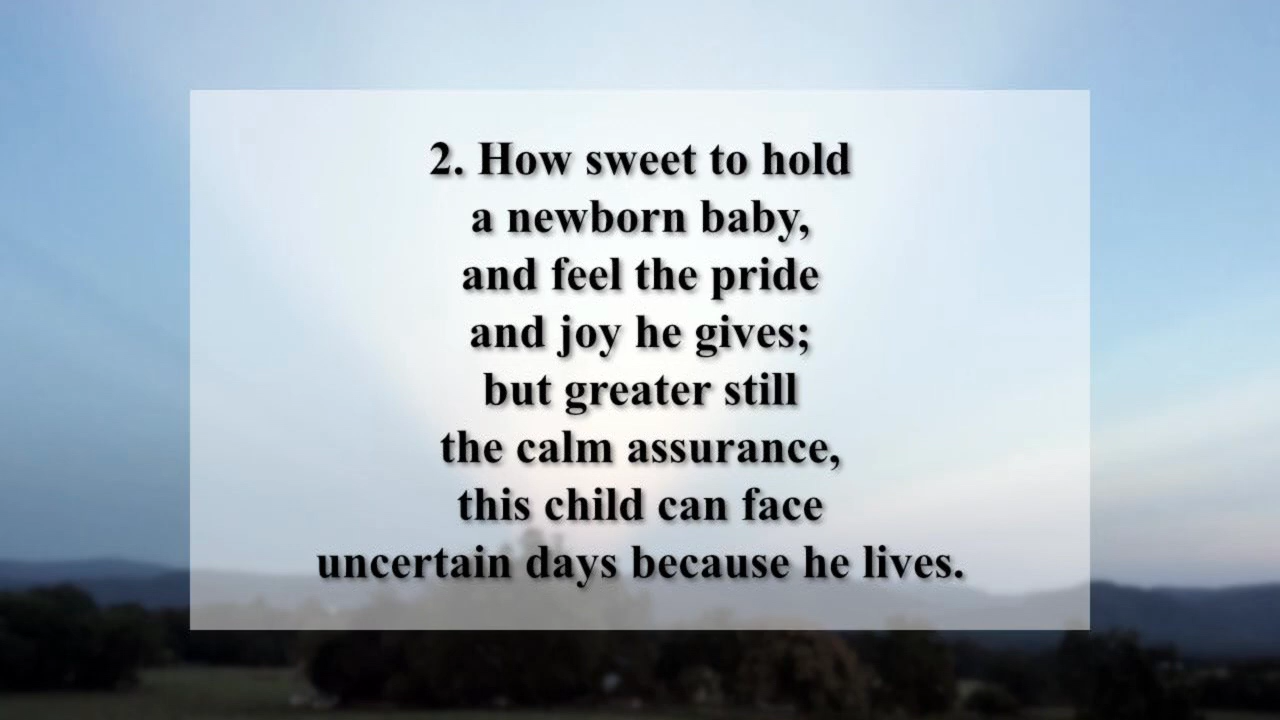 2. How sweet to hold
a newborn baby,
and feel the pride
and joy he gives;
but greater still
the calm assurance,
this child can face
uncertain days because he lives.